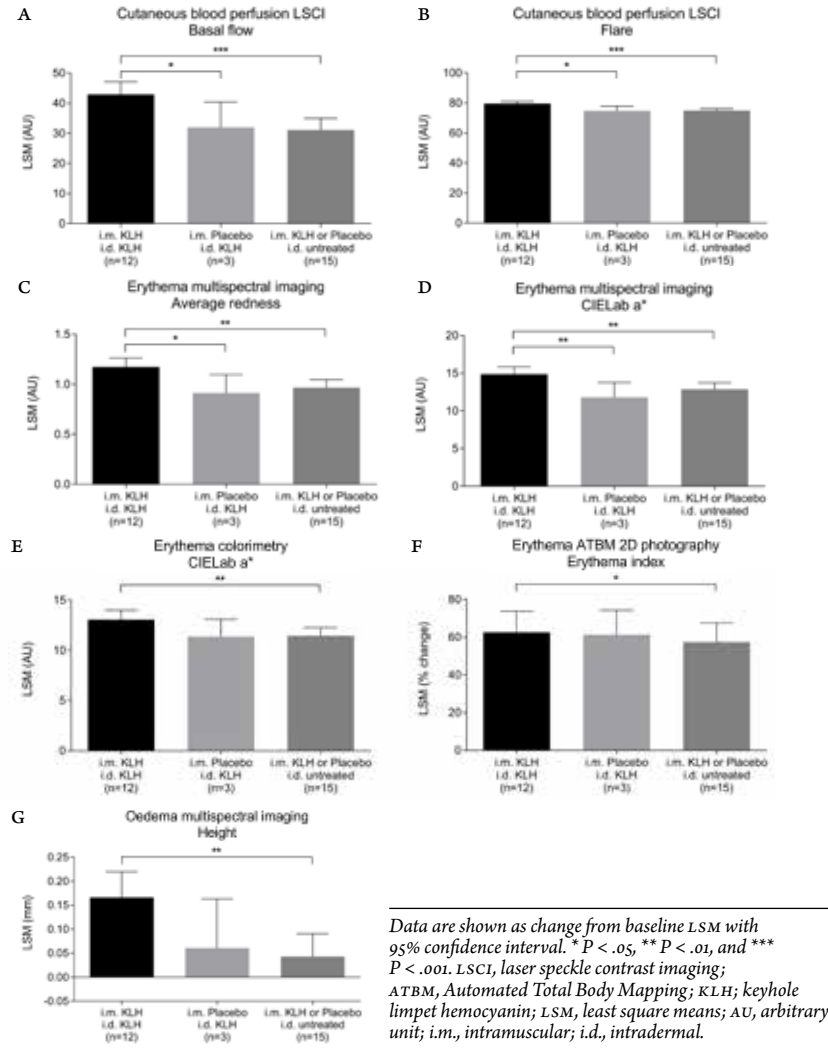 A
Cutaneous blood perfusion LSCI
Basal flow
***
*
LSM (AU)
50
40
30
20
10
0
i.m. KLH
i.d. KLH
(n=12)
i.m. Placebo
i.d. KLH
(n=3)
i.m. KLH or Placebo
i.d. untreated
(n=15)
B
Cutaneous blood perfusion LSCI
Flare
***
*
LSM (AU)
100
80
60
40
20
0
i.m. KLH
i.d. KLH
(n=12)
i.m. Placebo
i.d. KLH
(n=3)
i.m. KLH or Placebo
i.d. untreated
(n=15)
C
Erythema multispectral imaging
Average redness
**
*
LSM (AU)
1.5
1.0
0.5
0.0
i.m. KLH
i.d. KLH
(n=12)
i.m. Placebo
i.d. KLH
(n=3)
i.m. KLH or Placebo
i.d. untreated
(n=15)
D
Erythema multispectral imaging
CIELab a*
**
**
LSM (AU)
20
15
10
5
0
i.m. KLH
i.d. KLH
(n=12)
i.m. Placebo
i.d. KLH
(n=3)
i.m. KLH or Placebo
i.d. untreated
(n=15)
E
Erythema colorimetry
CIELab a*
**
LSM (AU)
15
10
5
0
i.m. KLH
i.d. KLH
(n=12)
i.m. Placebo
i.d. KLH
(n=3)
i.m. KLH or Placebo
i.d. untreated
(n=15)
F
Erythema ATBM 2D photography
Erythema index
*
LSM (% change)
80
60
40
20
0
i.m. KLH
i.d. KLH
(n=12)
i.m. Placebo
i.d. KLH
(n=3)
i.m. KLH or Placebo
i.d. untreated
(n=15)
G
Oedema multispectral imaging
Height
**
LSM (mm)
0.25
0.20
0.15
0.10
0.05
0.00
-0.05
i.m. KLH
i.d. KLH
(n=12)
i.m. Placebo
i.d. KLH
(n=3)
i.m. KLH or Placebo
i.d. untreated
(n=15)
Data are shown as change from baseline LSM with
95% confidence interval. * P < .05, ** P < .01, and ***
P < .001. LSCI, laser speckle contrast imaging;
ATBM, Automated Total Body Mapping; KLH; keyhole
limpet hemocyanin; LSM, least square means; AU, arbitrary
unit; i.m., intramuscular; i.d., intradermal.